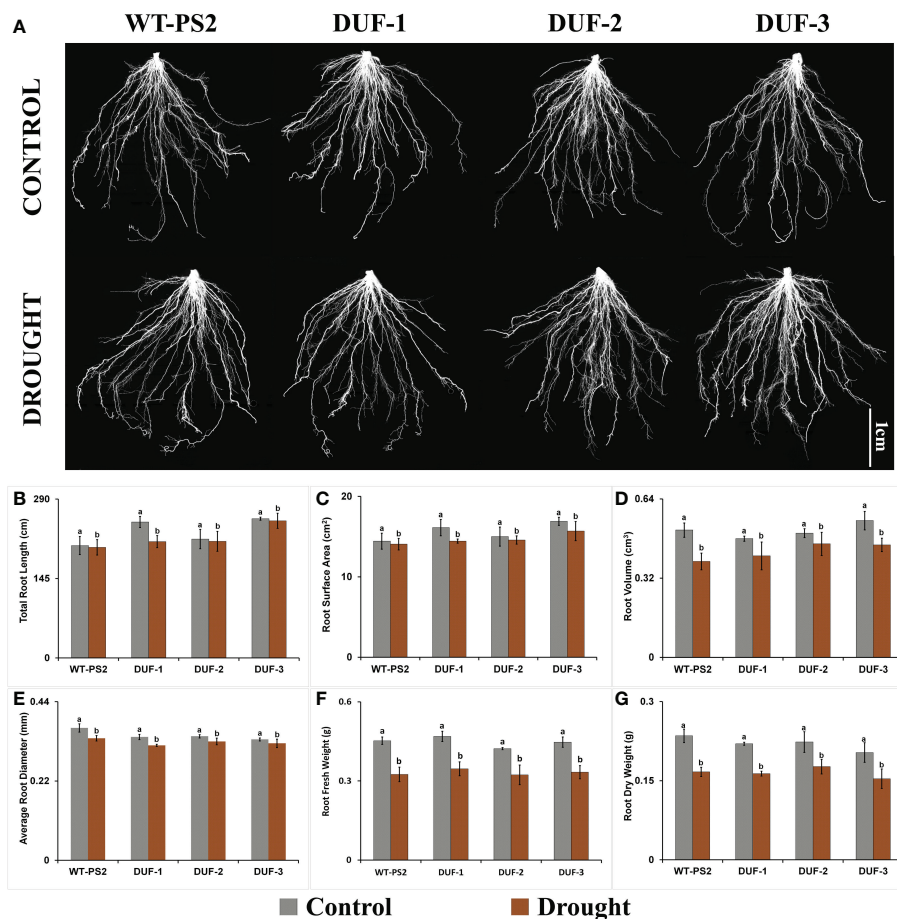 A
WT-PS2 DUF-1 DUF-2 DUF-3
CONTROL
DROUGHT
1cm
B
Total Root Length (cm)
290
145
0
a b a b a b a b
WT-PS2 DUF-1 DUF-2 DUF-3
C
Root Surface Area (cm²)
20
10
0
a b a b a b a b
WT-PS2 DUF-1 DUF-2 DUF-3
D
Root Volume (cm³)
0.64
0.32
0
a b a b a b a b
WT-PS2 DUF-1 DUF-2 DUF-3
E
Average Root Diameter (mm)
0.44
0.22
0
a b a b a b a b
WT-PS2 DUF-1 DUF-2 DUF-3
F
Root Fresh Weight (g)
0.6
0.3
0
a b a b a b a b
WT-PS2 DUF-1 DUF-2 DUF-3
G
Root Dry Weight (g)
0.3
0.15
0
a b a b a b a b
WT-PS2 DUF-1 DUF-2 DUF-3
Control Drought